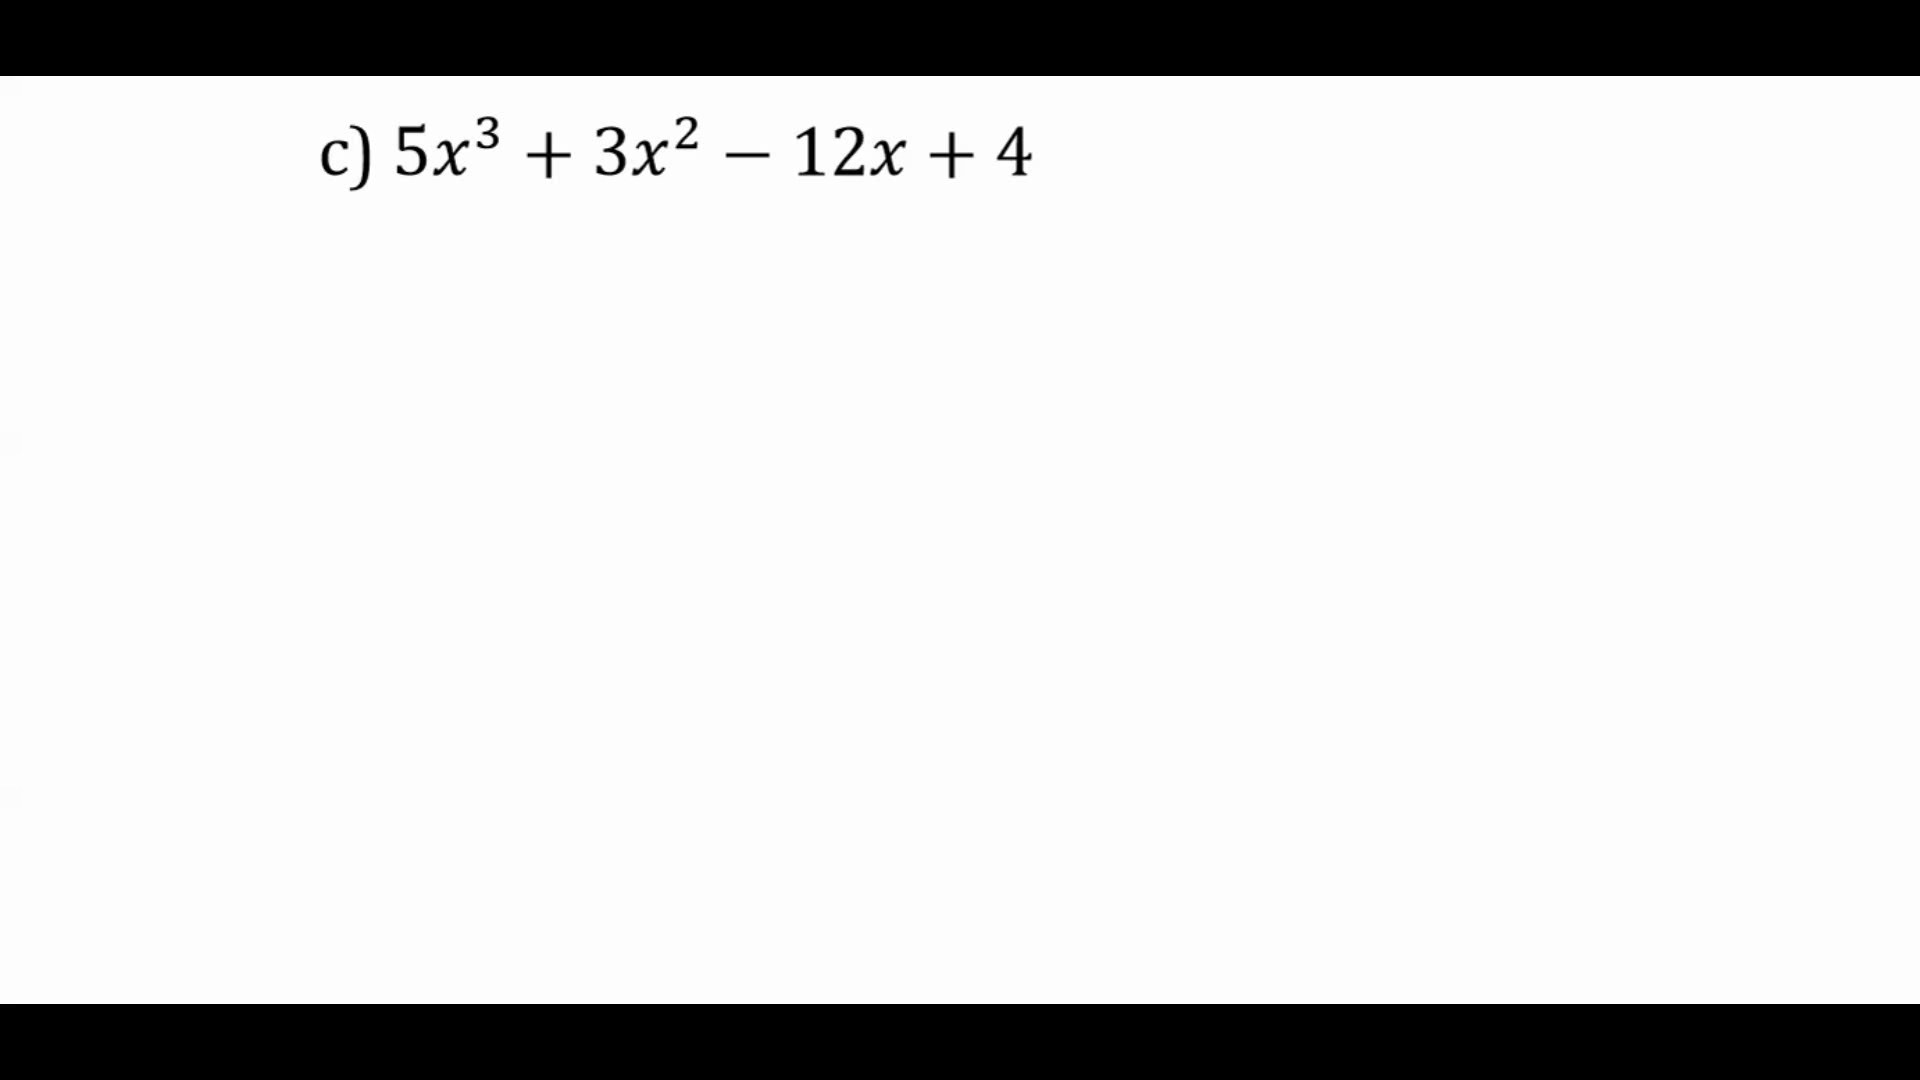 c) 5x³ + 3x² − 12x + 4